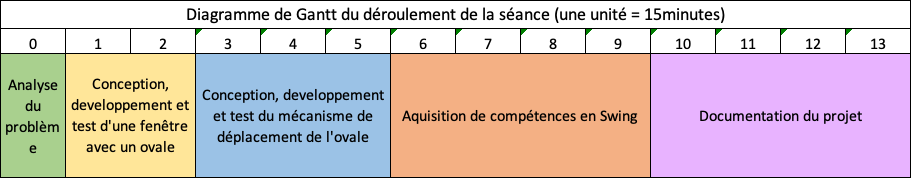 Diagramme de Gantt du déroulement de la séance (une unité = 15minutes)
0 1 2 3 4 5 6 7 8 9 10 11 12 13
Analyse
du
problèm
e
Conception,
developpement et
test d'une fenêtre
avec un ovale
Conception, developpement
et test du mécanisme de
déplacement de l'ovale
Aquisition de compétences en Swing
Documentation du projet